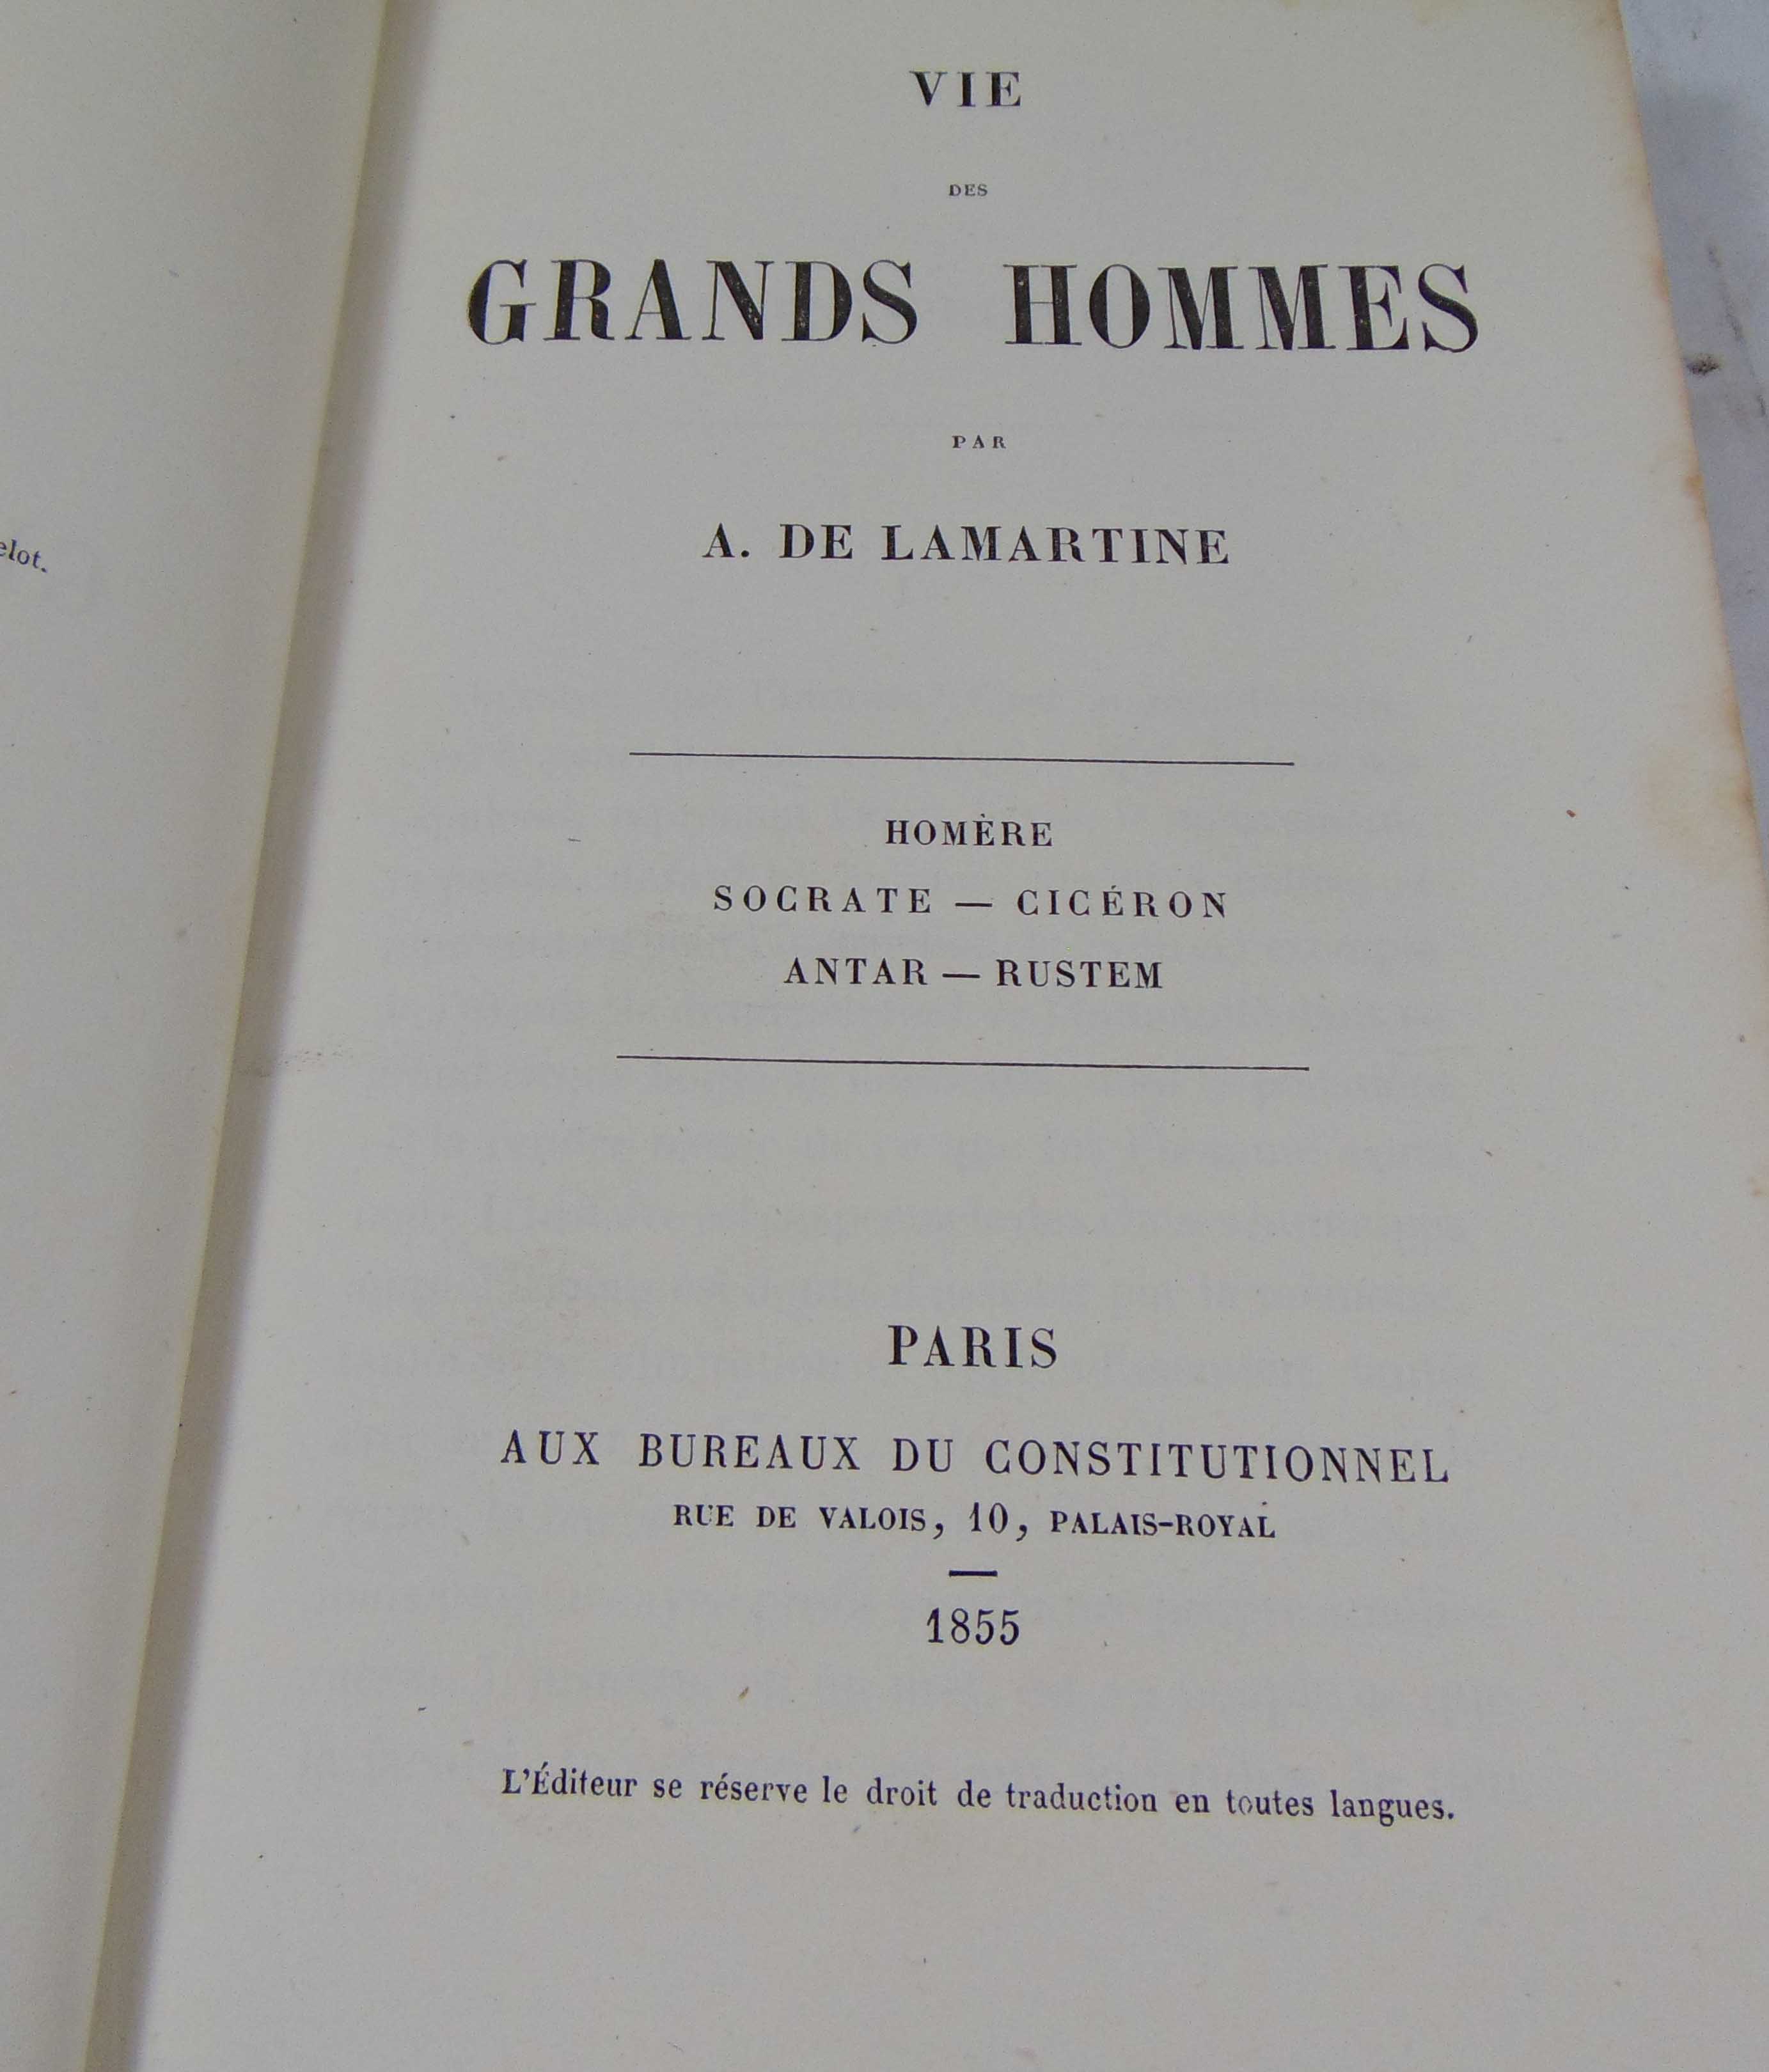 VIE
DES
GRANDS HOMMES
PAR
A. DE LAMARTINE
HOMÈRE
SOCRATE — CICÉRON
ANTAR — RUSTEM
PARIS
AUX BUREAUX DU CONSTITUTIONNEL
RUE DE VALOIS, 10, PALAIS-ROYAL
1855
L'Éditeur se réserve le droit de traduction en toutes langues.